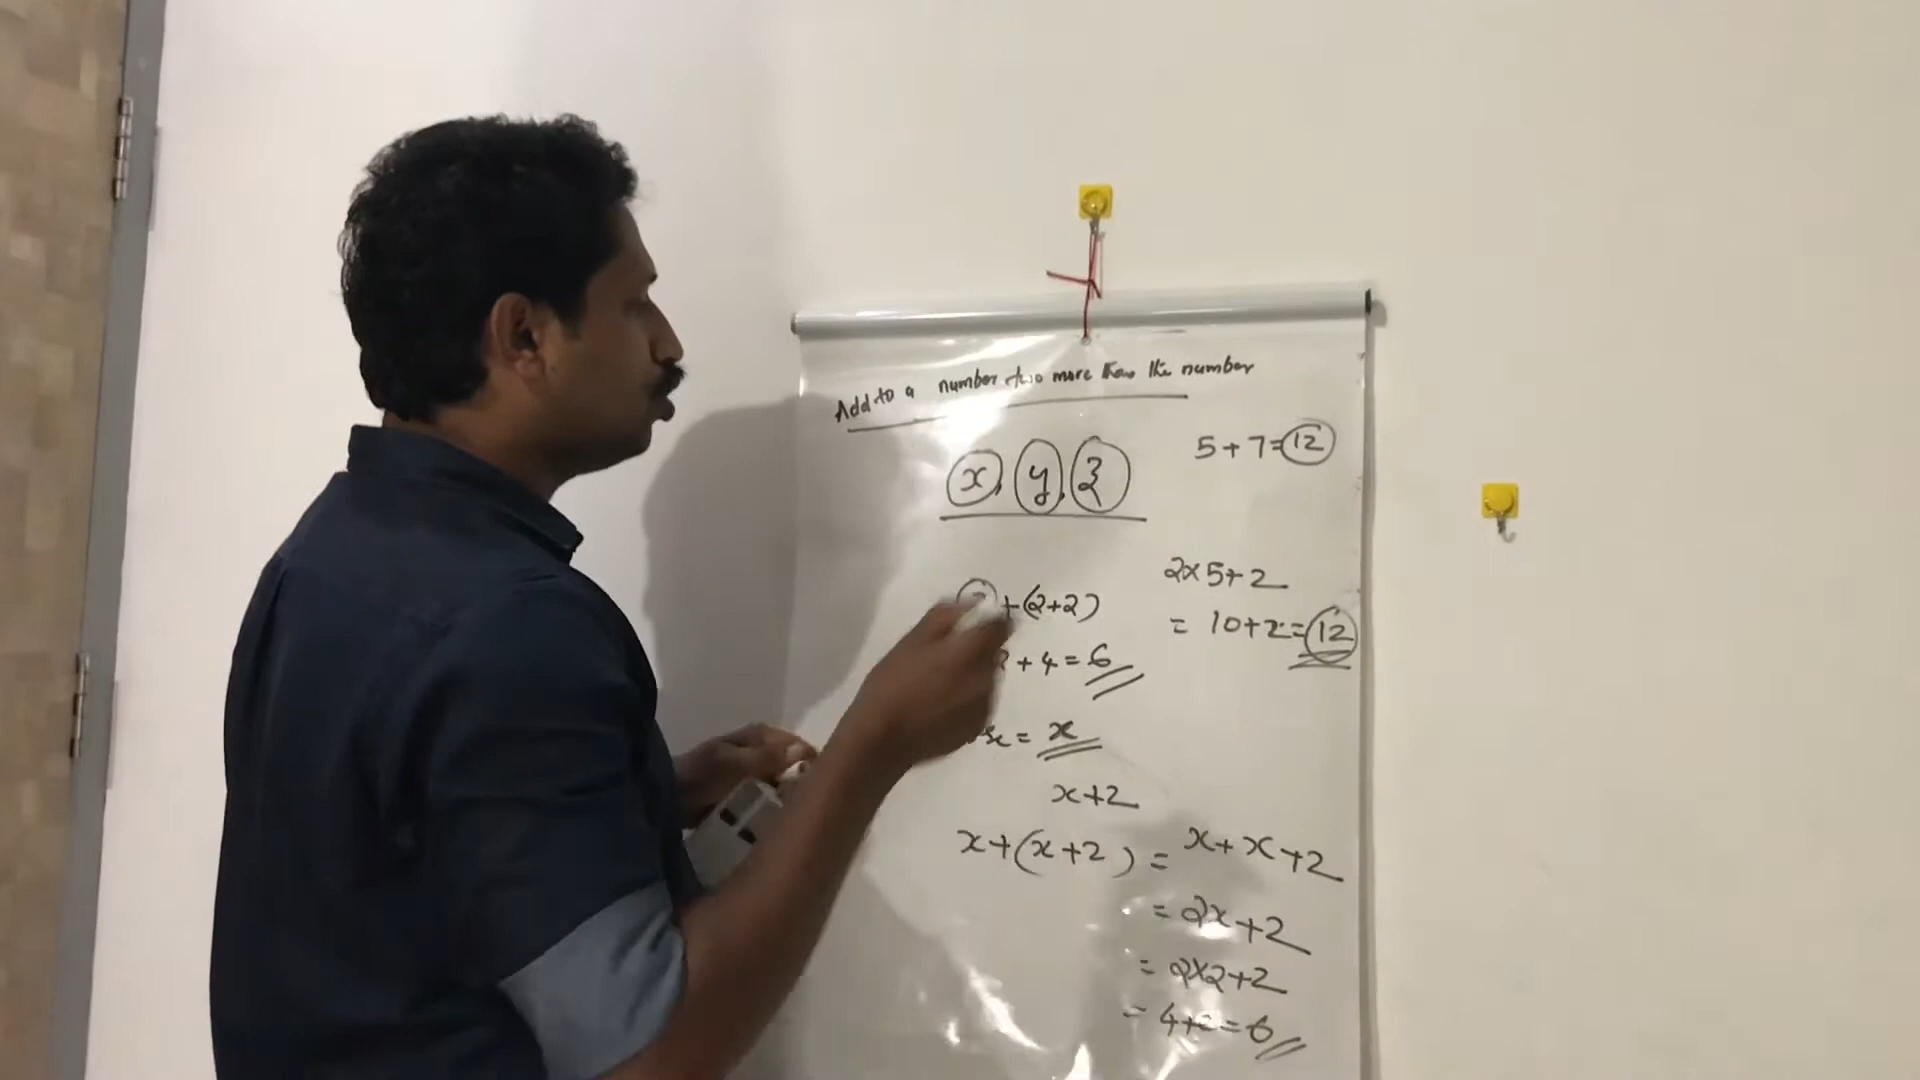 Add to a number two more than the number
x, y, z
5+7=12
+(2+2)
2 + 4 = 6
x = x
x+2
x+(x+2) = x+x+2
= 2x+2
= 2x2+2
= 4+2=6
2x5+2
= 10+2=12